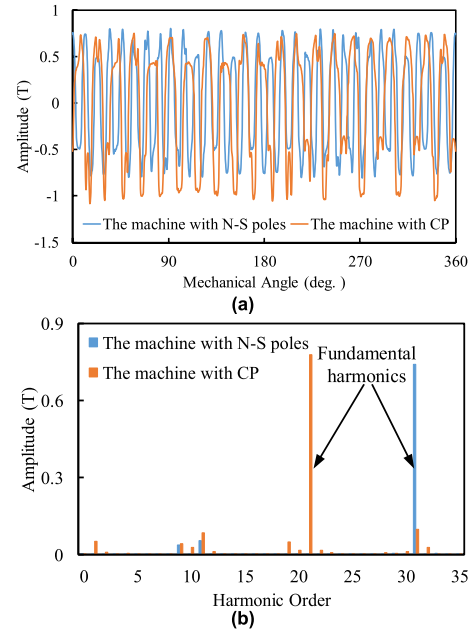 1
0.5
0
-0.5
-1
-1.5
Amplitude (T)
The machine with N-S poles
The machine with CP
0
90
180
270
360
Mechanical Angle (deg. )
(a)
0.9
0.6
0.3
0
Amplitude (T)
The machine with N-S poles
The machine with CP
Fundamental
harmonics
0
5
10
15
20
25
30
35
Harmonic Order
(b)